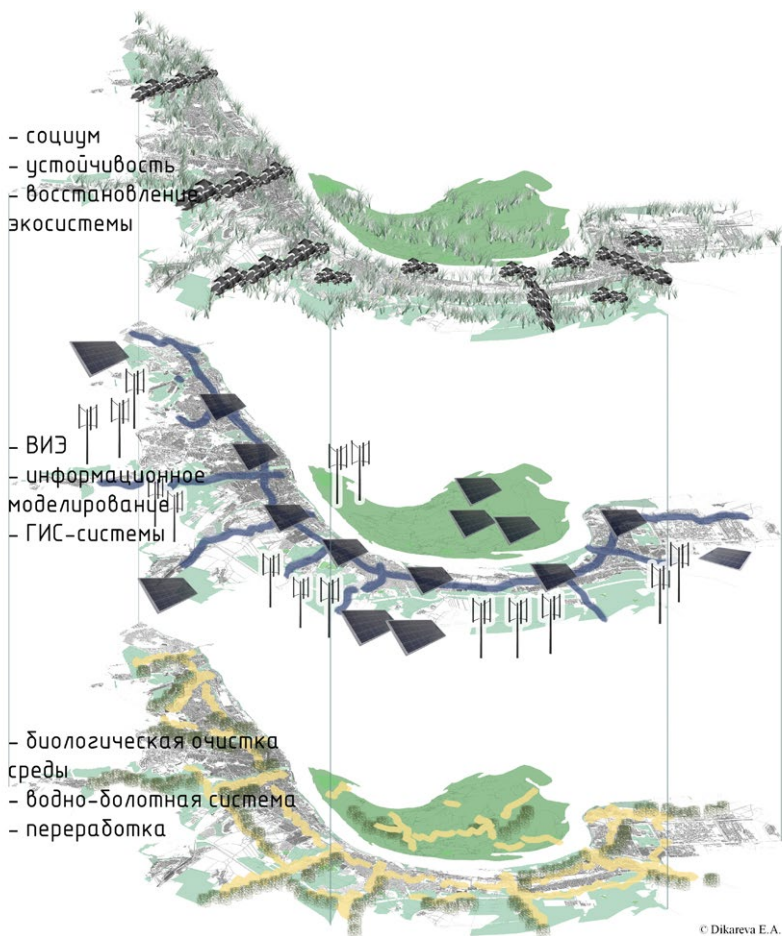 - социум
- устойчивость
- восстановление
экосистемы
- ВИЭ
- информационное
моделирование
- ГИС-системы
- биологическая очистка
среды
- водно-болотная система
- переработка
© Dikareva E.A.